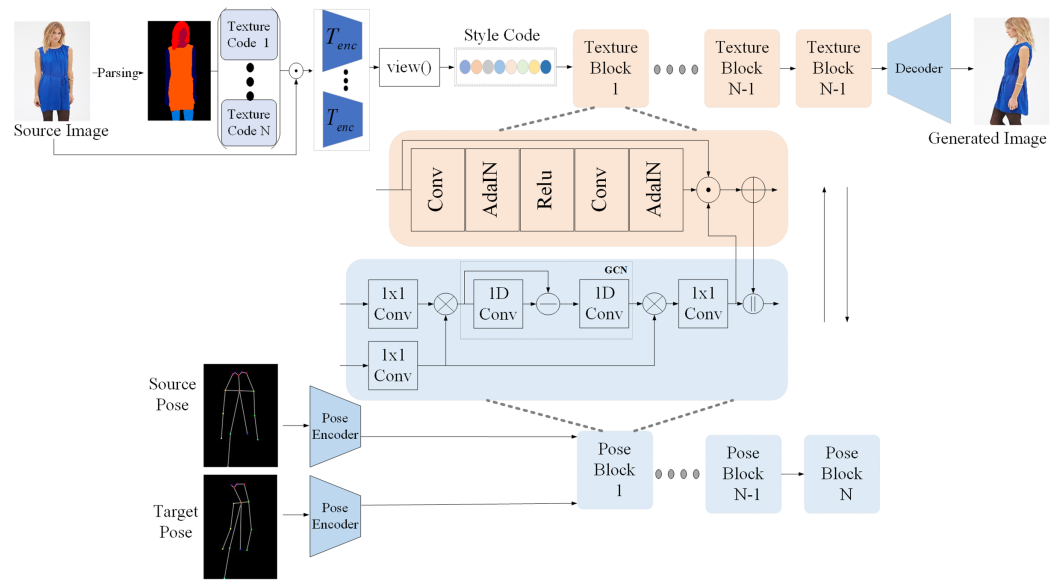 Source Image
Parsing
Texture
Code 1
Texture
Code N
T_enc
T_enc
view()
Style Code
Texture
Block
1
Texture
Block
N-1
Texture
Block
N-1
Decoder
Generated Image
Conv
AdaIN
Relu
Conv
AdaIN
GCN
1x1
Conv
1D
Conv
1D
Conv
1x1
Conv
1x1
Conv
Source
Pose
Pose
Encoder
Target
Pose
Pose
Encoder
Pose
Block
1
Pose
Block
N-1
Pose
Block
N